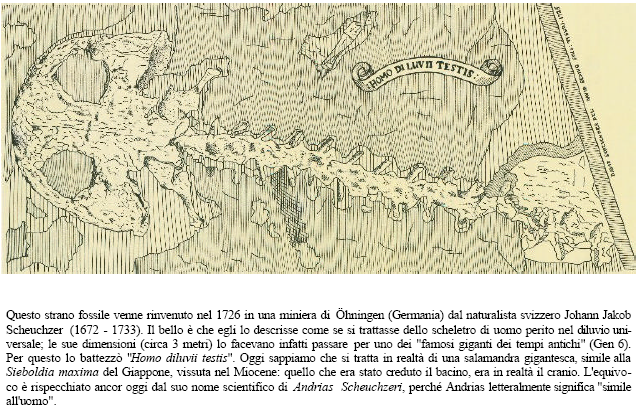 HOMO DILUVII TESTIS.
Questo strano fossile venne rinvenuto nel 1726 in una miniera di Öhningen (Germania) dal naturalista svizzero Johann Jakob
Scheuchzer (1672 - 1733). Il bello è che egli lo descrisse come se si trattasse dello scheletro di uomo perito nel diluvio uni-
versale; le sue dimensioni (circa 3 metri) lo facevano infatti passare per uno dei "famosi giganti dei tempi antichi" (Gen 6).
Per questo lo battezzò "Homo diluvii testis". Oggi sappiamo che si tratta in realtà di una salamandra gigantesca, simile alla
Sieboldia maxima del Giappone, vissuta nel Miocene: quello che era stato creduto il bacino, era in realtà il cranio. L'equivo-
co è rispecchiato ancor oggi dal suo nome scientifico di Andrias Scheuchzeri, perché Andrias letteralmente significa "simile
all'uomo".